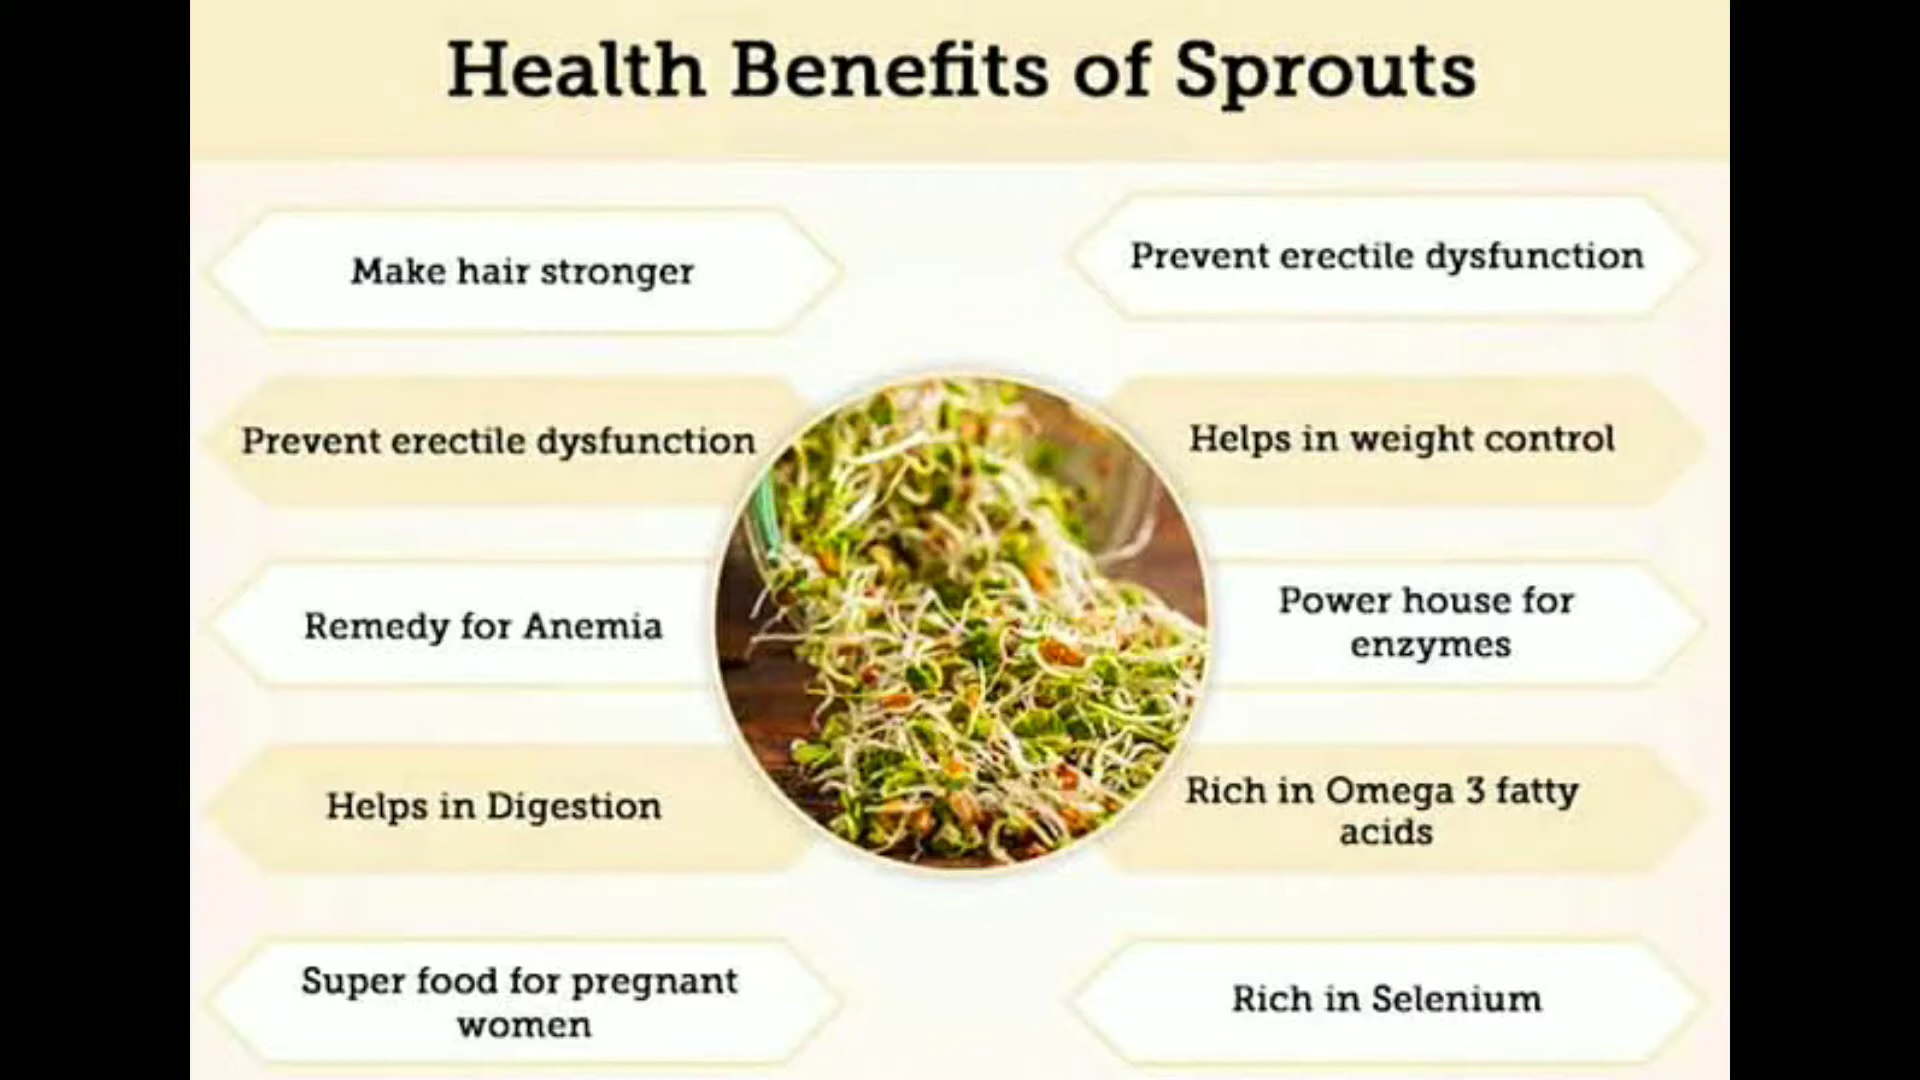 Health Benefits of Sprouts
Make hair stronger
Prevent erectile dysfunction
Prevent erectile dysfunction
Helps in weight control
Remedy for Anemia
Power house for
enzymes
Helps in Digestion
Rich in Omega 3 fatty
acids
Super food for pregnant
women
Rich in Selenium